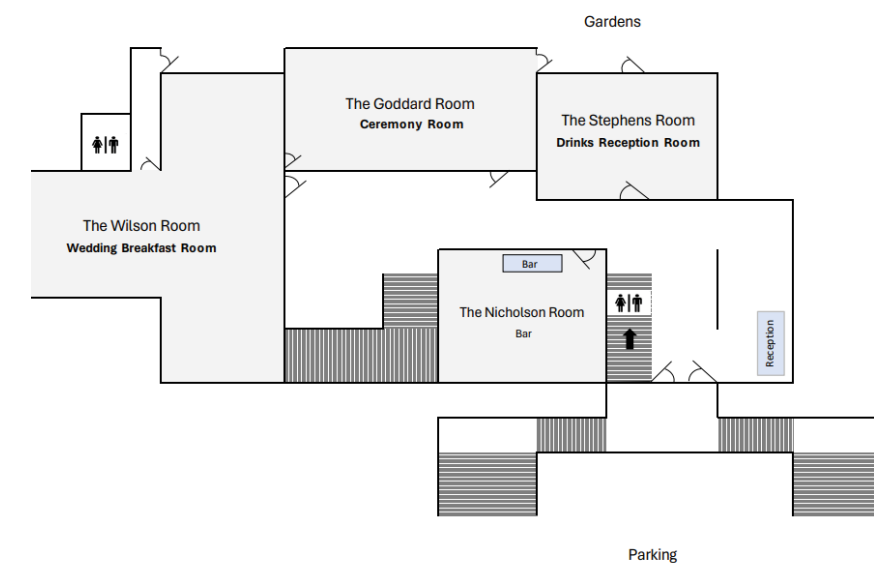 Gardens
The Goddard Room
Ceremony Room
The Stephens Room
Drinks Reception Room
The Wilson Room
Wedding Breakfast Room
Bar
The Nicholson Room
Bar
Reception
Parking